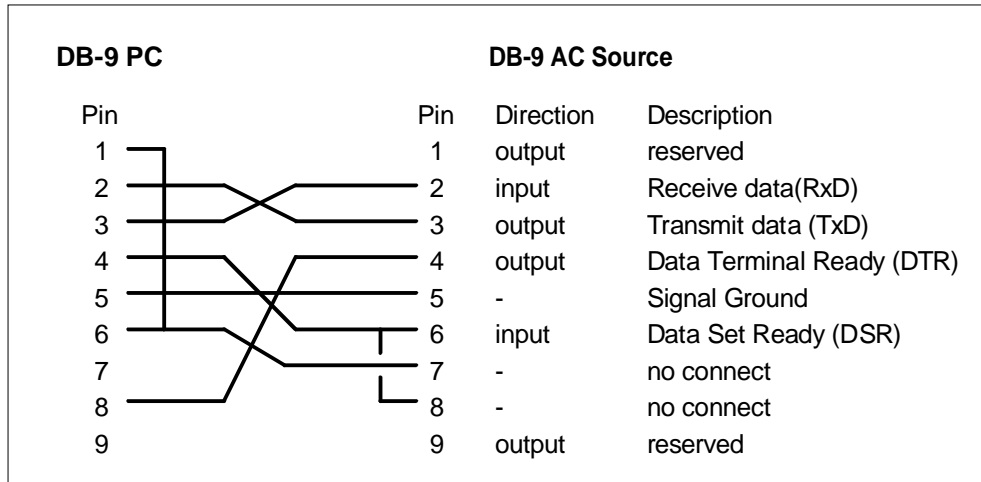 DB-9 PC DB-9 AC Source
Pin Pin Direction Description
1 1 output reserved
2 2 input Receive data(RxD)
3 3 output Transmit data (TxD)
4 4 output Data Terminal Ready (DTR)
5 5 - Signal Ground
6 6 input Data Set Ready (DSR)
7 7 - no connect
8 8 - no connect
9 9 output reserved